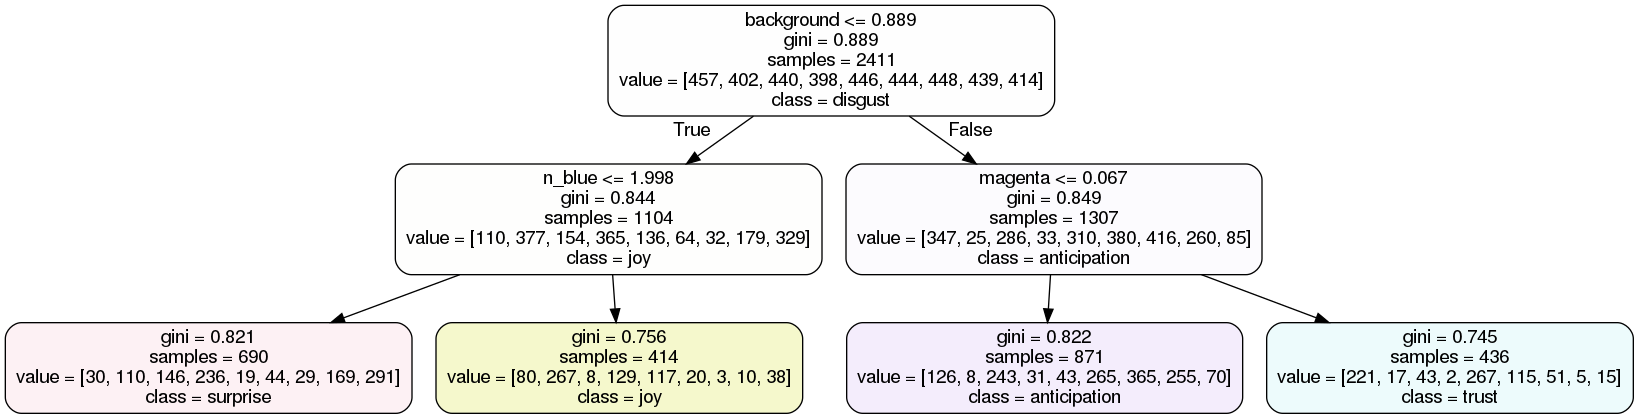 background <= 0.889
gini = 0.889
samples = 2411
value = [457, 402, 440, 398, 446, 444, 448, 439, 414]
class = disgust
True
False
n_blue <= 1.998
gini = 0.844
samples = 1104
value = [110, 377, 154, 365, 136, 64, 32, 179, 329]
class = joy
magenta <= 0.067
gini = 0.849
samples = 1307
value = [347, 25, 286, 33, 310, 380, 416, 260, 85]
class = anticipation
gini = 0.821
samples = 690
value = [30, 110, 146, 236, 19, 44, 29, 169, 291]
class = surprise
gini = 0.756
samples = 414
value = [80, 267, 8, 129, 117, 20, 3, 10, 38]
class = joy
gini = 0.822
samples = 871
value = [126, 8, 243, 31, 43, 265, 365, 255, 70]
class = anticipation
gini = 0.745
samples = 436
value = [221, 17, 43, 2, 267, 115, 51, 5, 15]
class = trust